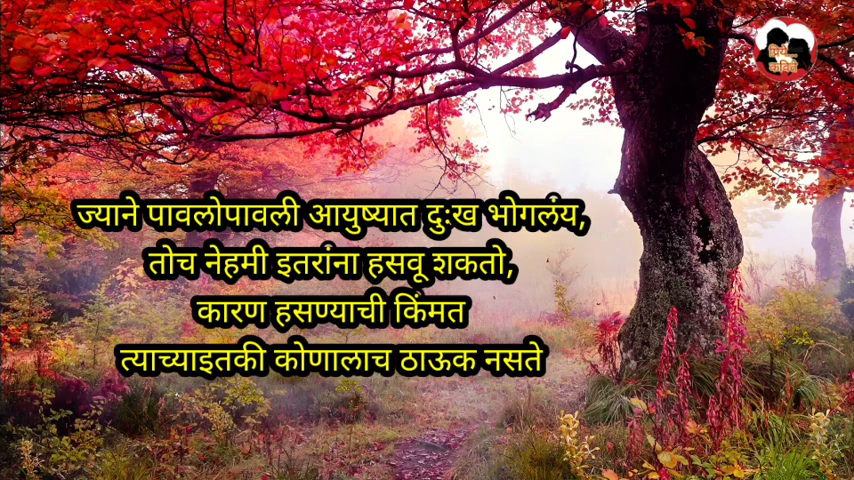 ज्याने पावलोपावली आयुष्यात दुःख भोगलंय,
तोच नेहमी इतरांना हसवू शकतो,
कारण हसण्याची किंमत
त्याच्याइतकी कोणालाच ठाऊक नसते